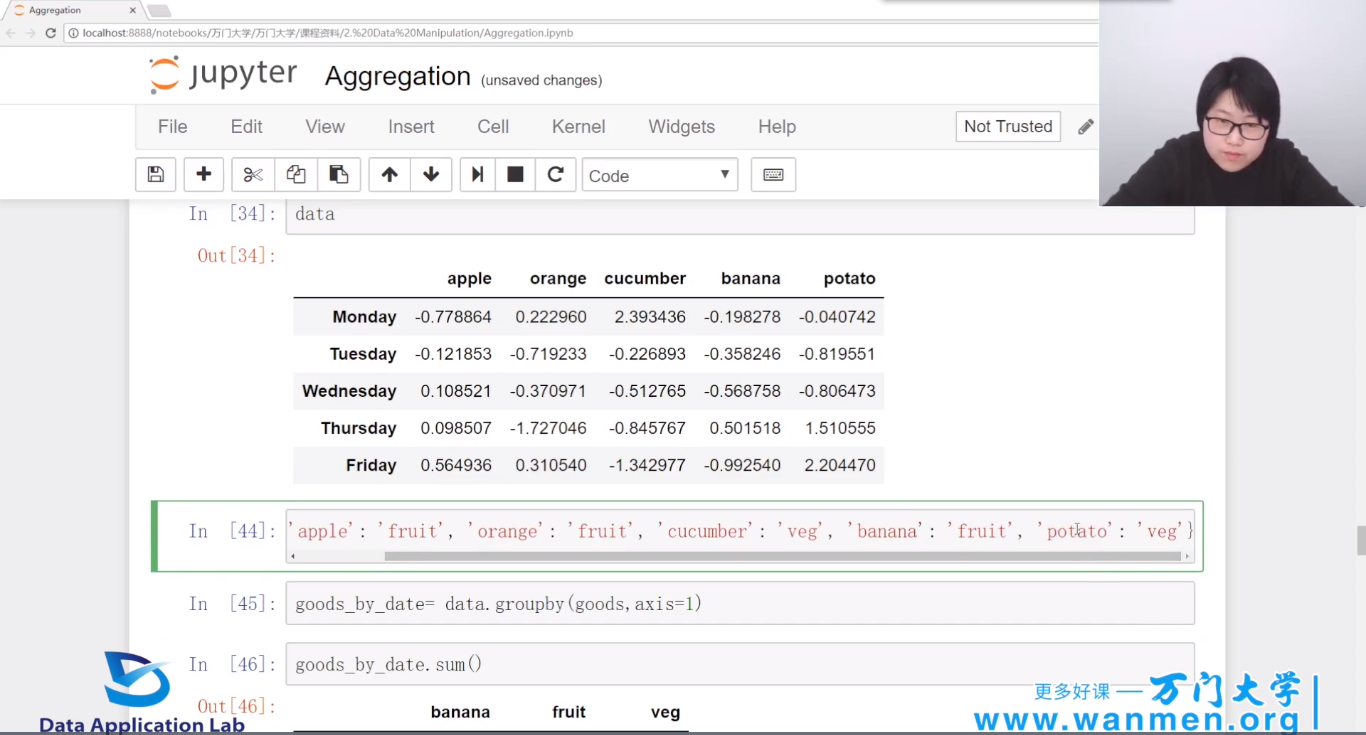 Aggregation
localhost:8888/notebooks/万门大学/万门大学/课程资料/2.%20Data%20Manipulation/Aggregation.ipynb
jupyter Aggregation (unsaved changes)
File Edit View Insert Cell Kernel Widgets Help Not Trusted
Code
In [34]: data
Out[34]:
apple orange cucumber banana potato
Monday -0.778864 0.222960 2.393436 -0.198278 -0.040742
Tuesday -0.121853 -0.719233 -0.226893 -0.358246 -0.819551
Wednesday 0.108521 -0.370971 -0.512765 -0.568758 -0.806473
Thursday 0.098507 -1.727046 -0.845767 0.501518 1.510555
Friday 0.564936 0.310540 -1.342977 -0.992540 2.204470
In [44]: 'apple': 'fruit', 'orange': 'fruit', 'cucumber': 'veg', 'banana': 'fruit', 'potato': 'veg'}
In [45]: goods_by_date= data.groupby(goods,axis=1)
In [46]: goods_by_date.sum()
Out[46]:
banana fruit veg
Data Application Lab
更多好课 — 万门大学
www.wanmen.org